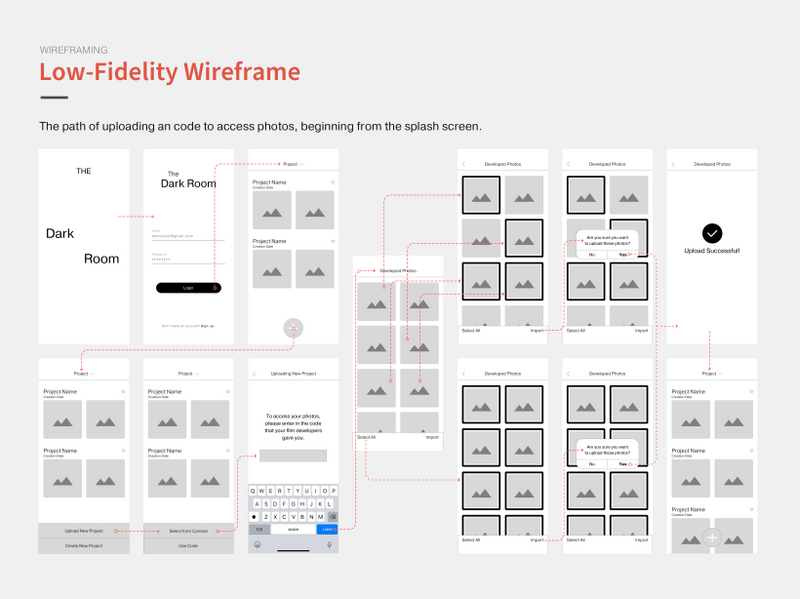 WIREFRAMING
Low-Fidelity Wireframe
The path of uploading an code to access photos, beginning from the splash screen.
THE
Dark
Room
The
Dark Room
Login
Don't have an account? Sign up.
Project
Project Name
Creation Date
Project Name
Creation Date
Developed Photos
Select All
Import
Developed Photos
Select All
Import
Developed Photos
Are you sure you want
to upload these photos?
No
Yes
Select All
Import
Developed Photos
Upload Successful!
Project
Project Name
Creation Date
Project Name
Creation Date
Upload New Project
Create New Project
Project
Project Name
Creation Date
Project Name
Creation Date
Select from Camera
Use Code
Uploading New Project
To access your photos,
please enter in the code
that your film developers
gave you.
Q W E R T Y U I O P
A S D F G H J K L
Z X C V B N M
123
space
Developed Photos
Select All
Import
Developed Photos
Are you sure you want
to upload these photos?
No
Yes
Select All
Import
Project
Project Name
Creation Date
Project Name
Creation Date
Project Name
Creation Date